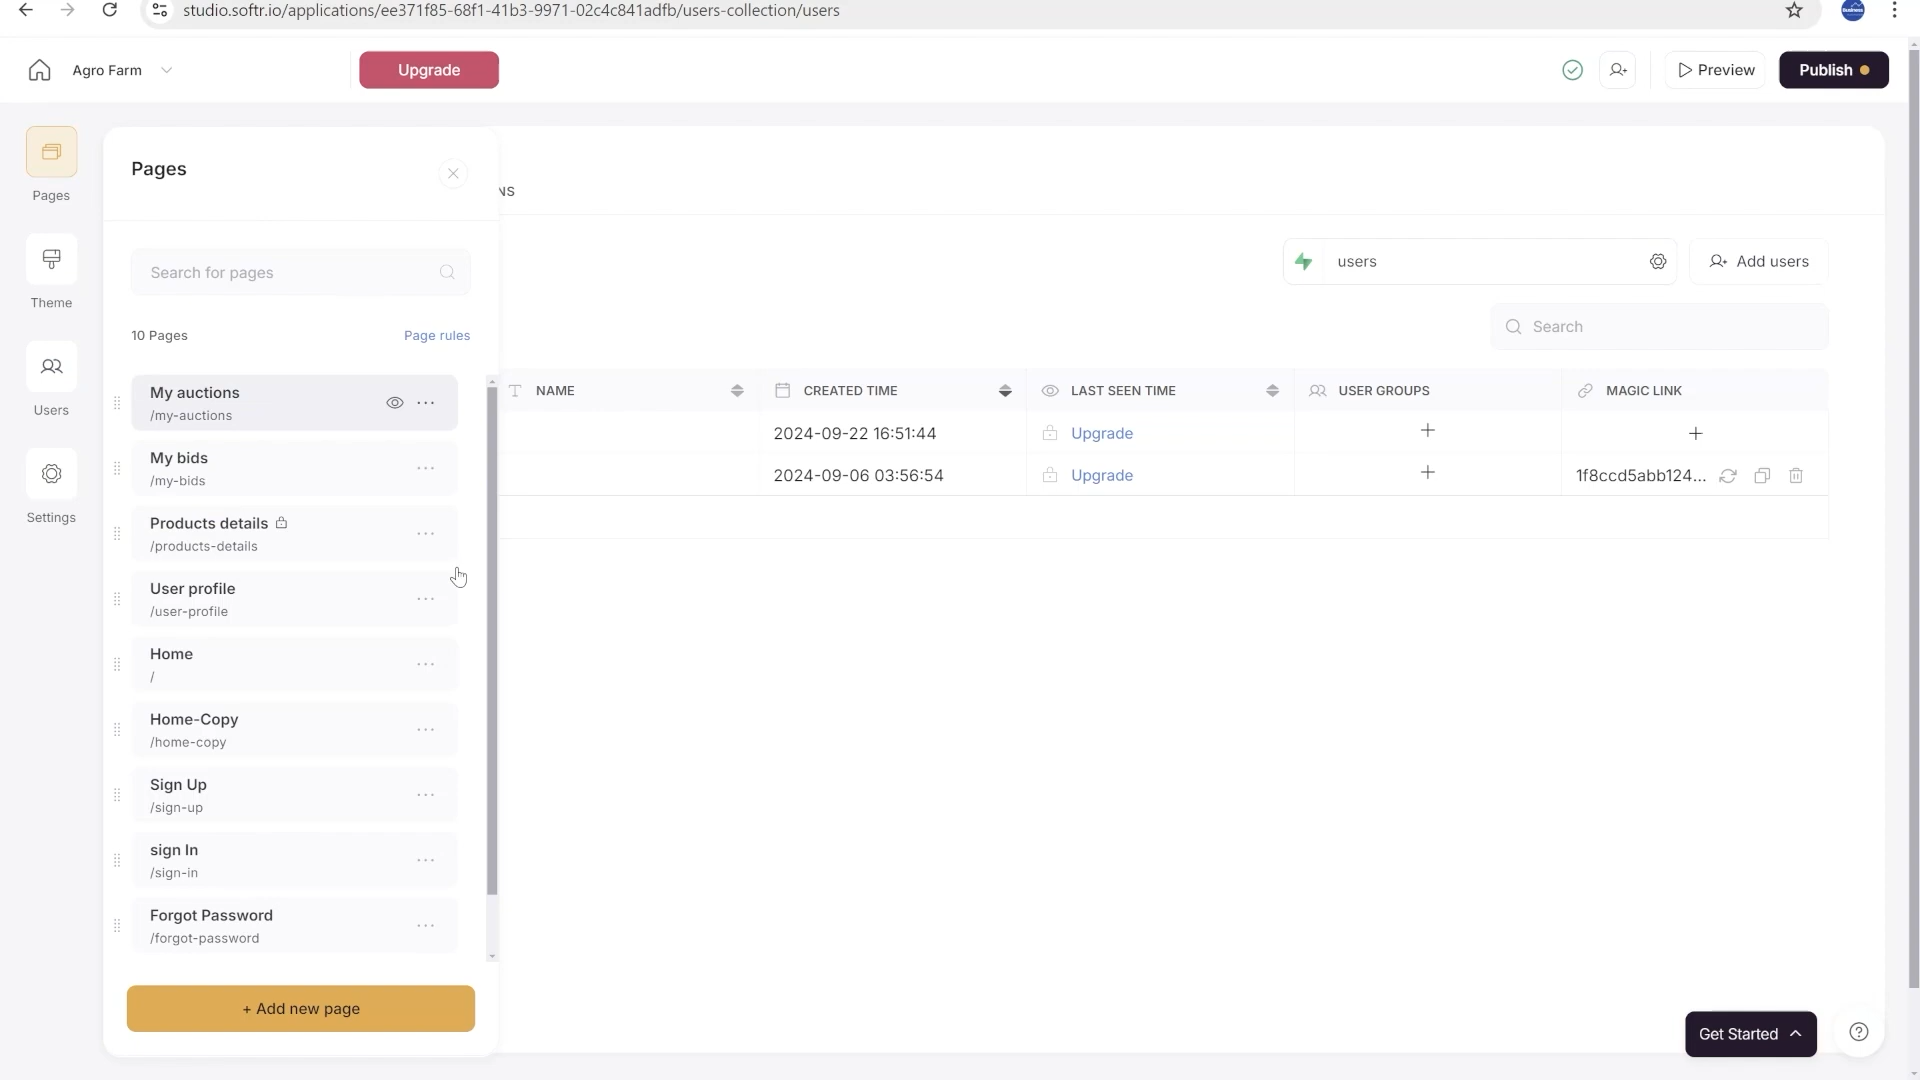 studio.softr.io/applications/ee371f85-68f1-41b3-9971-02c4c841adfb/users-collection/users
Agro Farm
Upgrade
Preview
Publish
Pages
Theme
Users
Settings
Pages
Search for pages
10 Pages
Page rules
My auctions
/my-auctions
My bids
/my-bids
Products details
/products-details
User profile
/user-profile
Home
/
Home-Copy
/home-copy
Sign Up
/sign-up
sign In
/sign-in
Forgot Password
/forgot-password
+ Add new page
NS
users
Add users
Search
NAME
CREATED TIME
LAST SEEN TIME
USER GROUPS
MAGIC LINK
2024-09-22 16:51:44
Upgrade
2024-09-06 03:56:54
Upgrade
1f8ccd5abb124...
Get Started